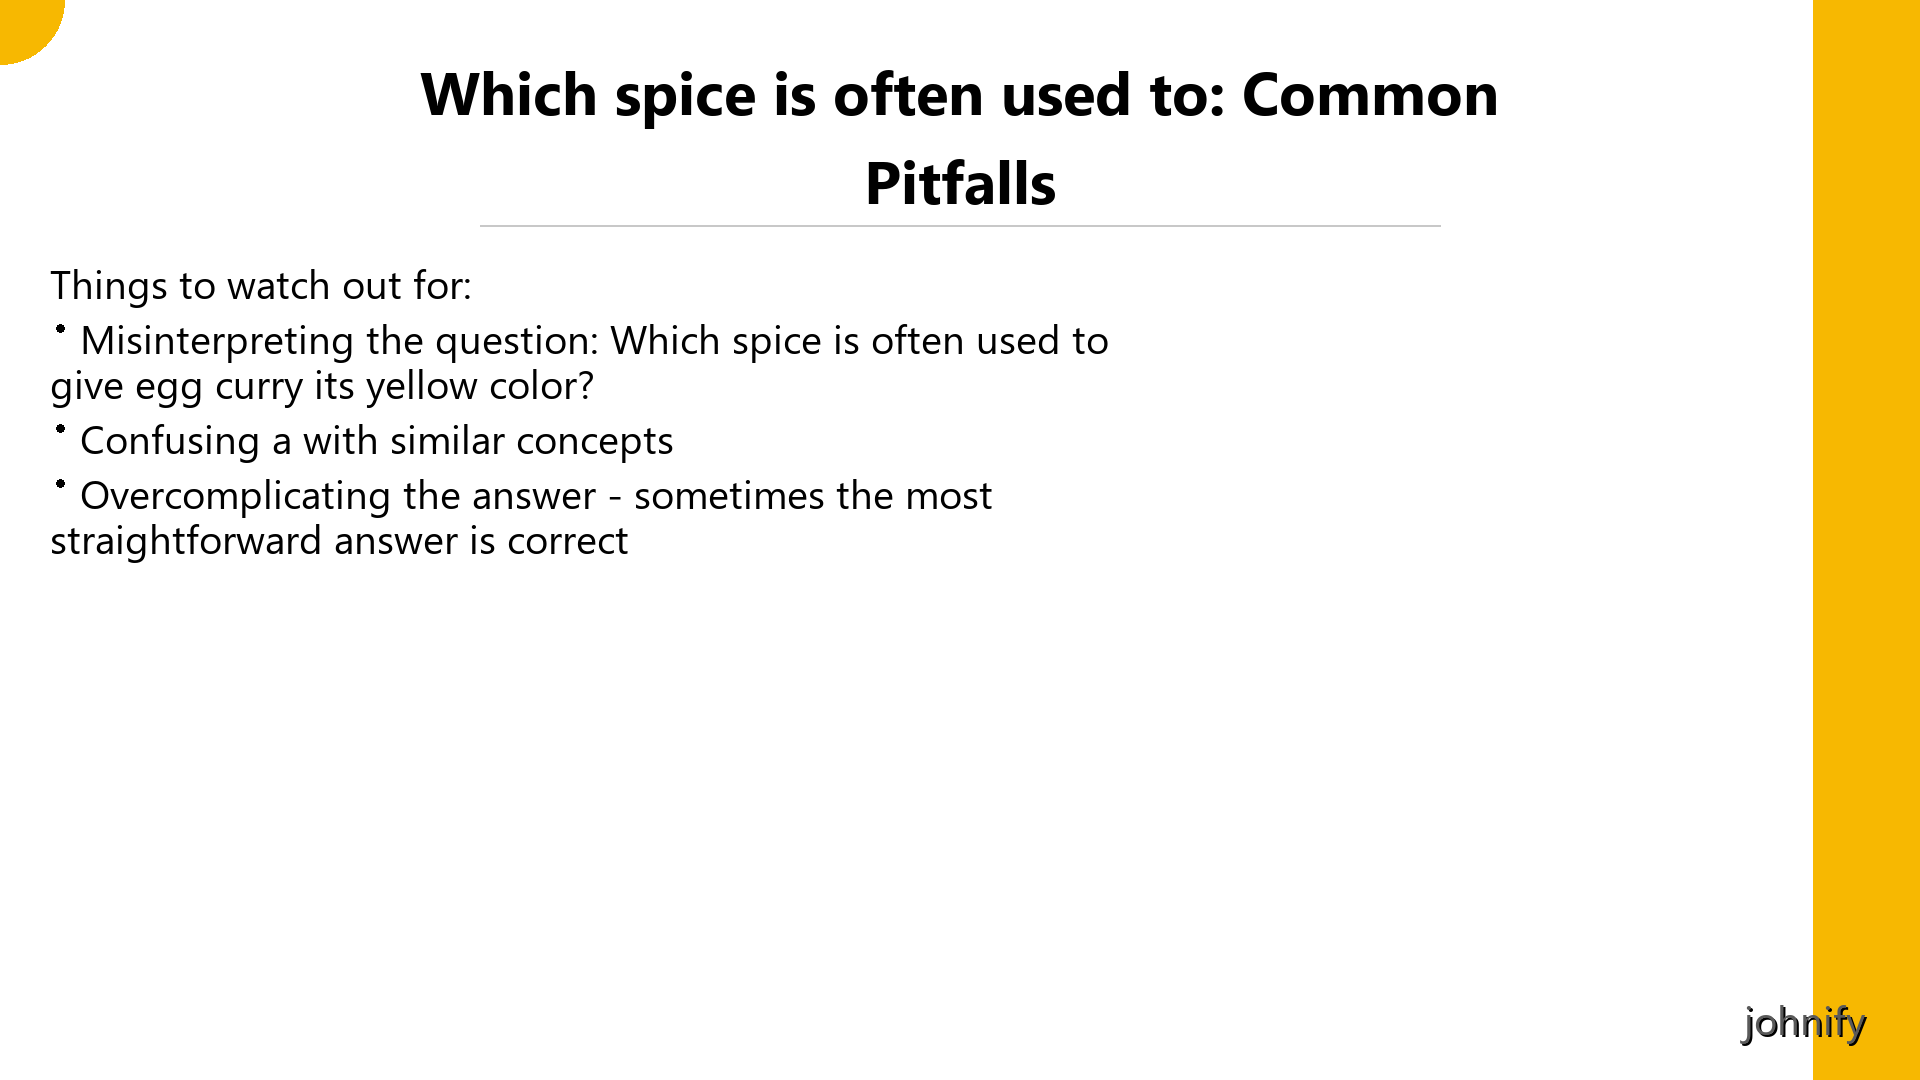 Which spice is often used to: Common
Pitfalls
Things to watch out for:
• Misinterpreting the question: Which spice is often used to
give egg curry its yellow color?
• Confusing a with similar concepts
• Overcomplicating the answer - sometimes the most
straightforward answer is correct
johnify